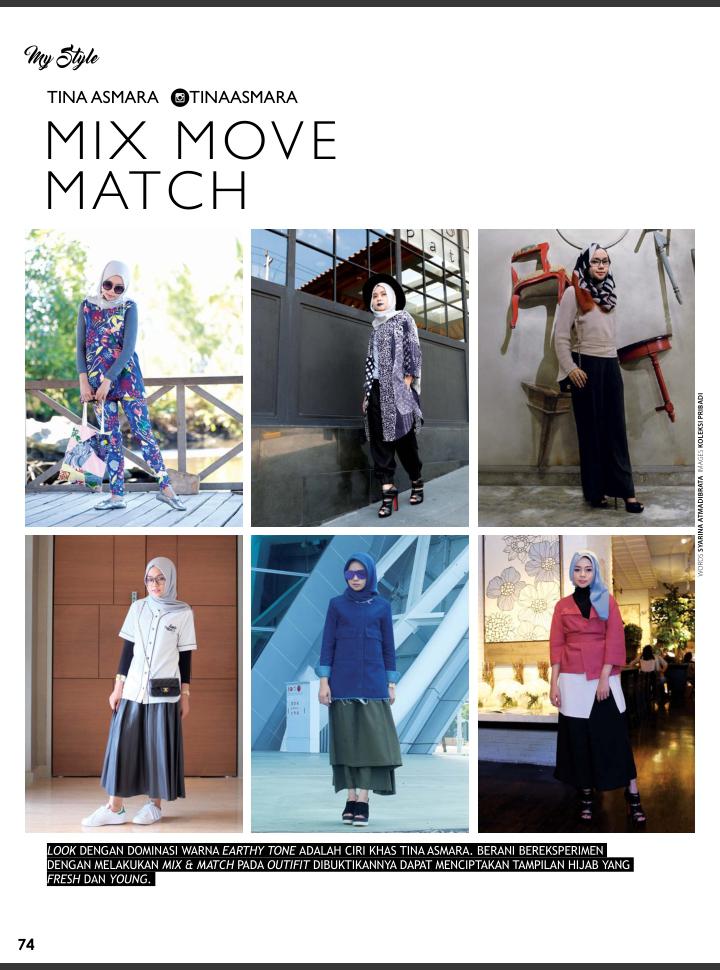 My Style
TINA ASMARA TINAASMARA
MIX MOVE
MATCH
WORDS SYARINA ATMADIBRATA IMAGES KOLEKSI PRIBADI
LOOK DENGAN DOMINASI WARNA EARTHY TONE ADALAH CIRI KHAS TINA ASMARA. BERANI BEREKSPERIMEN
DENGAN MELAKUKAN MIX & MATCH PADA OUTIFIT DIBUKTIKANNYA DAPAT MENCIPTAKAN TAMPILAN HIJAB YANG
FRESH DAN YOUNG.
74